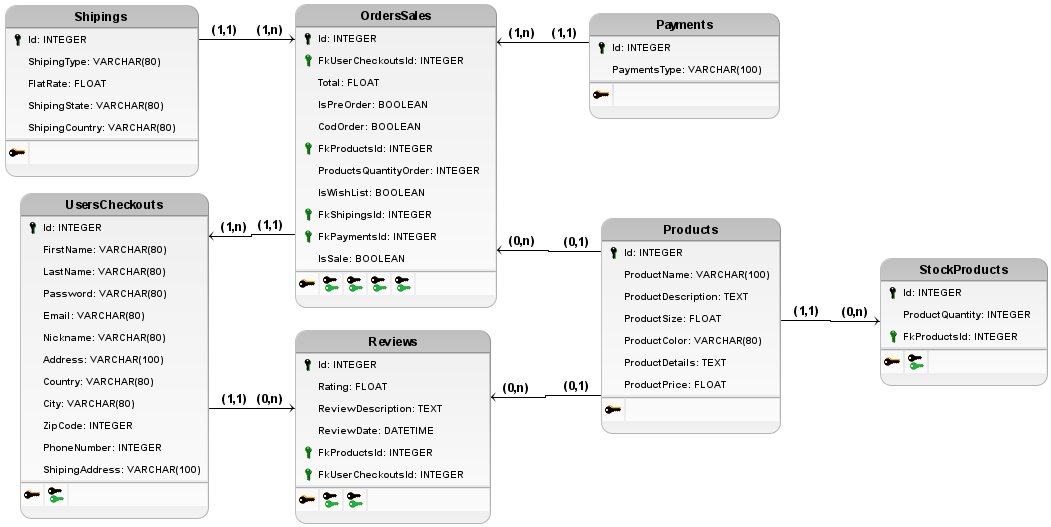 Shipings
Id: INTEGER
ShipingType: VARCHAR(80)
FlatRate: FLOAT
ShipingState: VARCHAR(80)
ShipingCountry: VARCHAR(80)
(1,1) (1,n)
OrdersSales
Id: INTEGER
FkUserCheckoutsId: INTEGER
Total: FLOAT
IsPreOrder: BOOLEAN
CodOrder: BOOLEAN
FkProductsId: INTEGER
ProductsQuantityOrder: INTEGER
IsWishList: BOOLEAN
FkShipingsId: INTEGER
FkPaymentsId: INTEGER
IsSale: BOOLEAN
(1,n) (1,1)
Payments
Id: INTEGER
PaymentsType: VARCHAR(100)
UsersCheckouts
Id: INTEGER
FirstName: VARCHAR(80)
LastName: VARCHAR(80)
Password: VARCHAR(80)
Email: VARCHAR(80)
Nickname: VARCHAR(80)
Address: VARCHAR(100)
Country: VARCHAR(80)
City: VARCHAR(80)
ZipCode: INTEGER
PhoneNumber: INTEGER
ShipingAddress: VARCHAR(100)
(1,n) (1,1)
(1,1) (0,n)
Reviews
Id: INTEGER
Rating: FLOAT
ReviewDescription: TEXT
ReviewDate: DATETIME
FkProductsId: INTEGER
FkUserCheckoutsId: INTEGER
(0,n) (0,1)
(0,n) (0,1)
Products
Id: INTEGER
ProductName: VARCHAR(100)
ProductDescription: TEXT
ProductSize: FLOAT
ProductColor: VARCHAR(80)
ProductDetails: TEXT
ProductPrice: FLOAT
(1,1) (0,n)
StockProducts
Id: INTEGER
ProductQuantity: INTEGER
FkProductsId: INTEGER